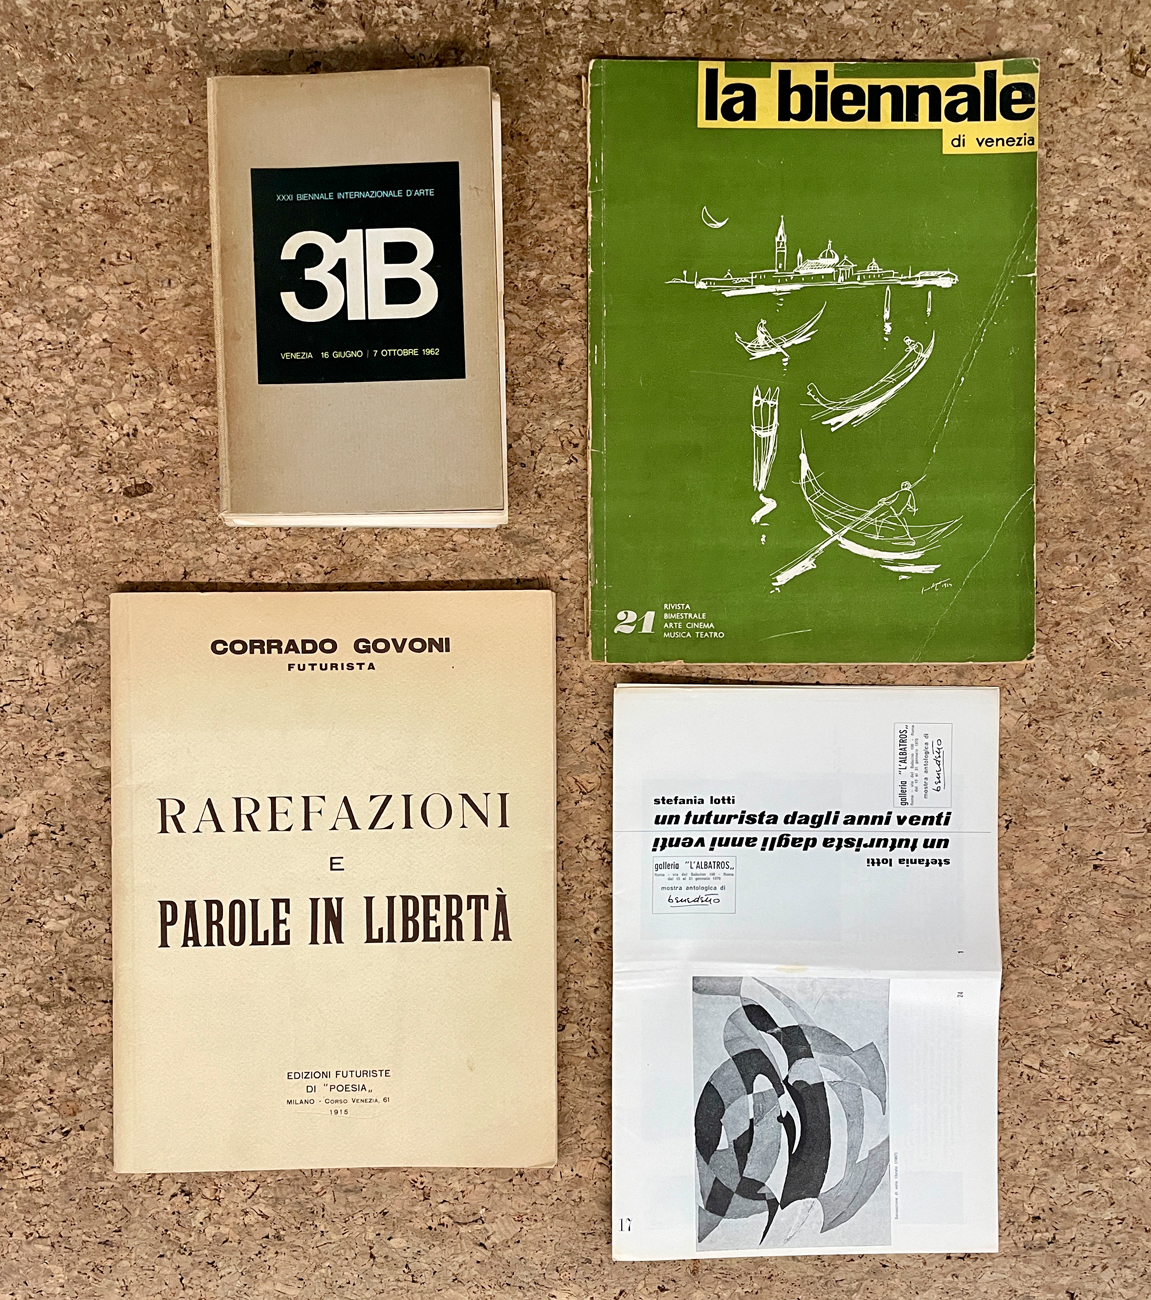 XXXI BIENNALE INTERNAZIONALE D'ARTE
31B
VENEZIA 16 GIUGNO / 7 OTTOBRE 1962
la biennale
di venezia
21
RIVISTA
BIMESTRALE
ARTE CINEMA
MUSICA TEATRO
CORRADO GOVONI
FUTURISTA
RAREFAZIONI
E
PAROLE IN LIBERTÀ
EDIZIONI FUTURISTE
DI "POESIA„
MILANO - CORSO VENEZIA, 61
1915
galleria "L'ALBATROS„
mostra antologica di
benedetto
stefania lotti
un futurista dagli anni venti
un futurista dagli anni venti
stefania lotti
galleria "L'ALBATROS„
mostra antologica di
1
24
17